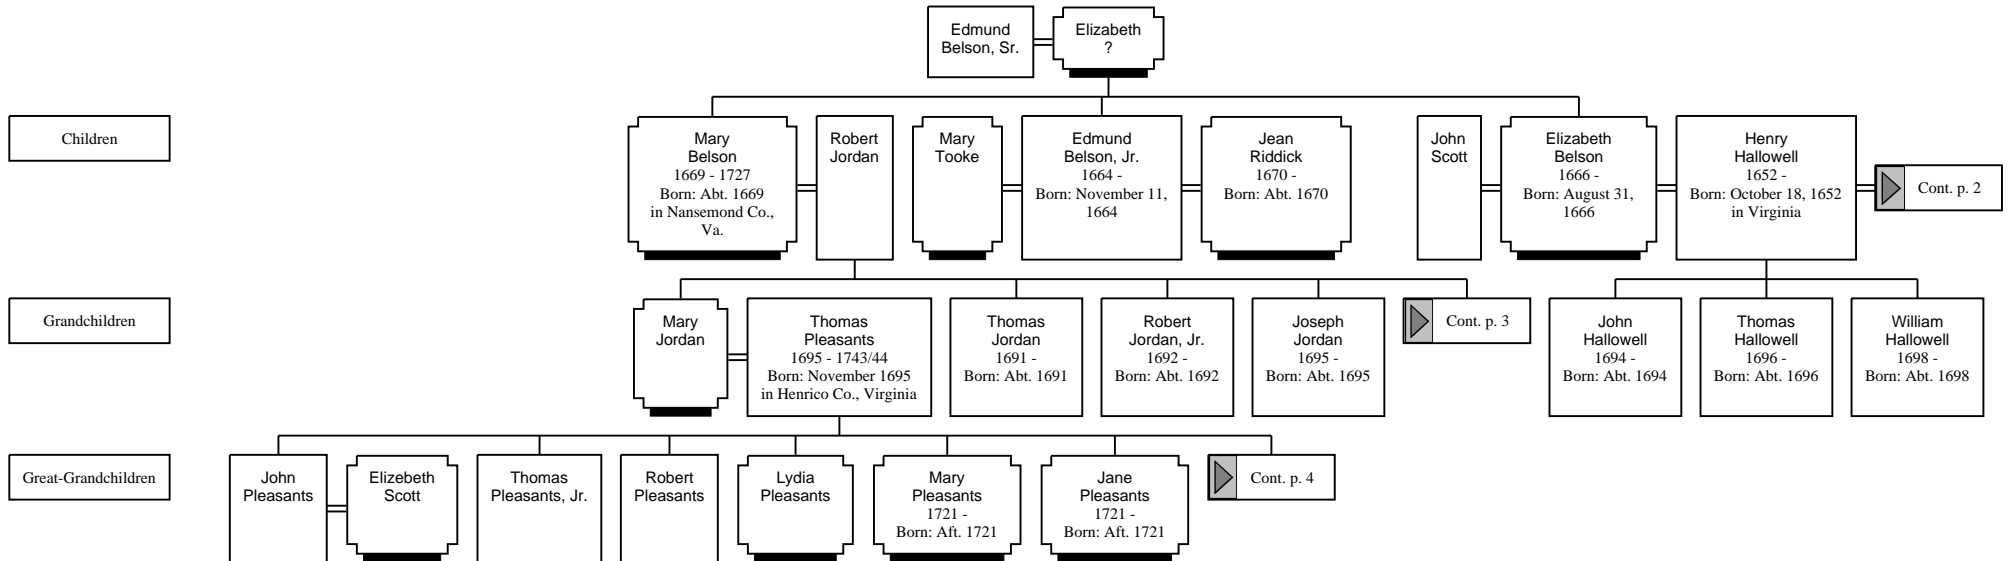 Edmund
Belson, Sr.
Elizabeth
?
Children
Mary
Belson
1669 - 1727
Born: Abt. 1669
in Nansemond Co.,
Va.
Robert
Jordan
Mary
Tooke
Edmund
Belson, Jr.
1664 -
Born: November 11,
1664
Jean
Riddick
1670 -
Born: Abt. 1670
John
Scott
Elizabeth
Belson
1666 -
Born: August 31,
1666
Henry
Hallowell
1652 -
Born: October 18, 1652
in Virginia
Cont. p. 2
Grandchildren
Mary
Jordan
Thomas
Pleasants
1695 - 1743/44
Born: November 1695
in Henrico Co., Virginia
Thomas
Jordan
1691 -
Born: Abt. 1691
Robert
Jordan, Jr.
1692 -
Born: Abt. 1692
Joseph
Jordan
1695 -
Born: Abt. 1695
Cont. p. 3
John
Hallowell
1694 -
Born: Abt. 1694
Thomas
Hallowell
1696 -
Born: Abt. 1696
William
Hallowell
1698 -
Born: Abt. 1698
Great-Grandchildren
John
Pleasants
Elizebeth
Scott
Thomas
Pleasants, Jr.
Robert
Pleasants
Lydia
Pleasants
Mary
Pleasants
1721 -
Born: Aft. 1721
Jane
Pleasants
1721 -
Born: Aft. 1721
Cont. p. 4